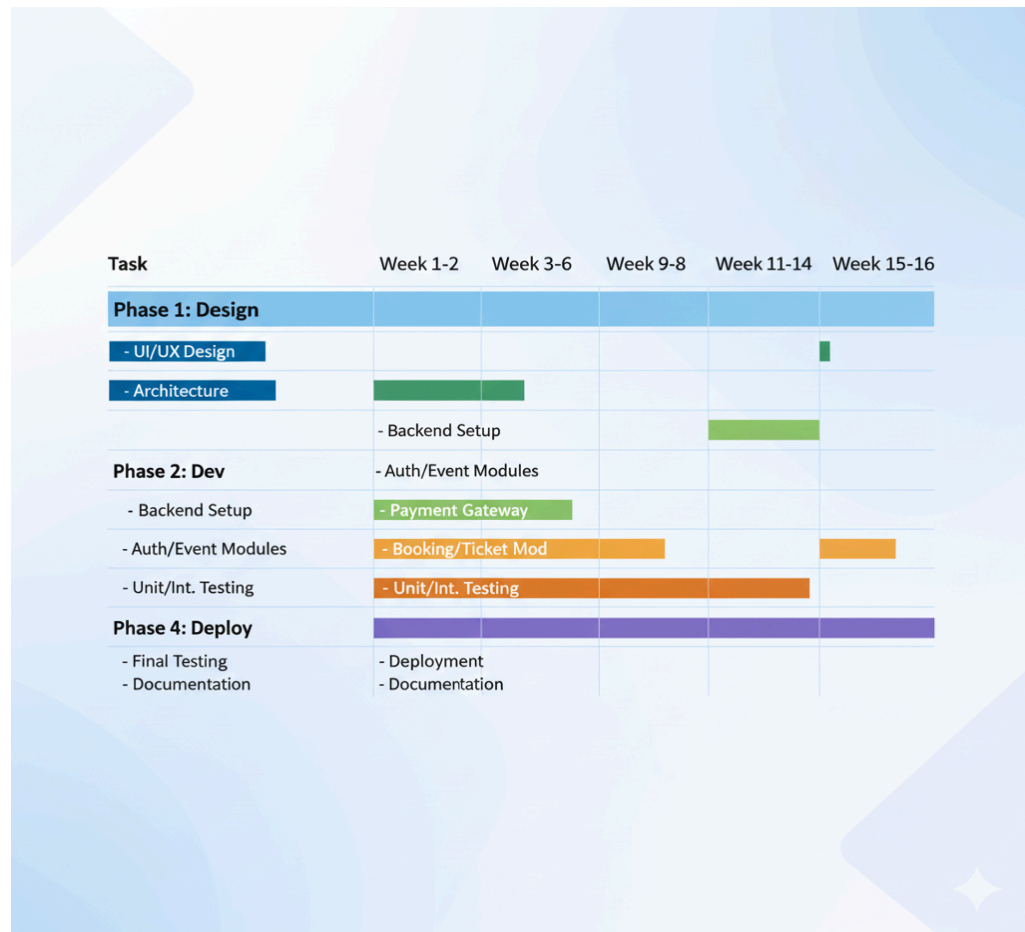 Task Week 1-2 Week 3-6 Week 9-8 Week 11-14 Week 15-16
Phase 1: Design
- UI/UX Design
- Architecture
- Backend Setup
Phase 2: Dev - Auth/Event Modules
- Backend Setup - Payment Gateway
- Auth/Event Modules - Booking/Ticket Mod
- Unit/Int. Testing - Unit/Int. Testing
Phase 4: Deploy
- Final Testing - Deployment
- Documentation - Documentation